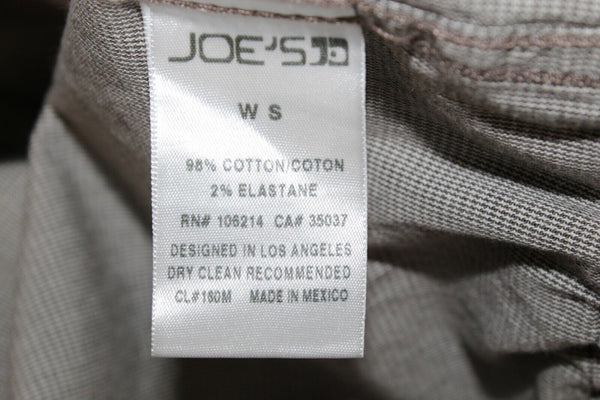 JOE'S
W S
98% COTTON/COTON
2% ELASTANE
RN# 106214 CA# 35037
DESIGNED IN LOS ANGELES
DRY CLEAN RECOMMENDED
CL#160M MADE IN MEXICO